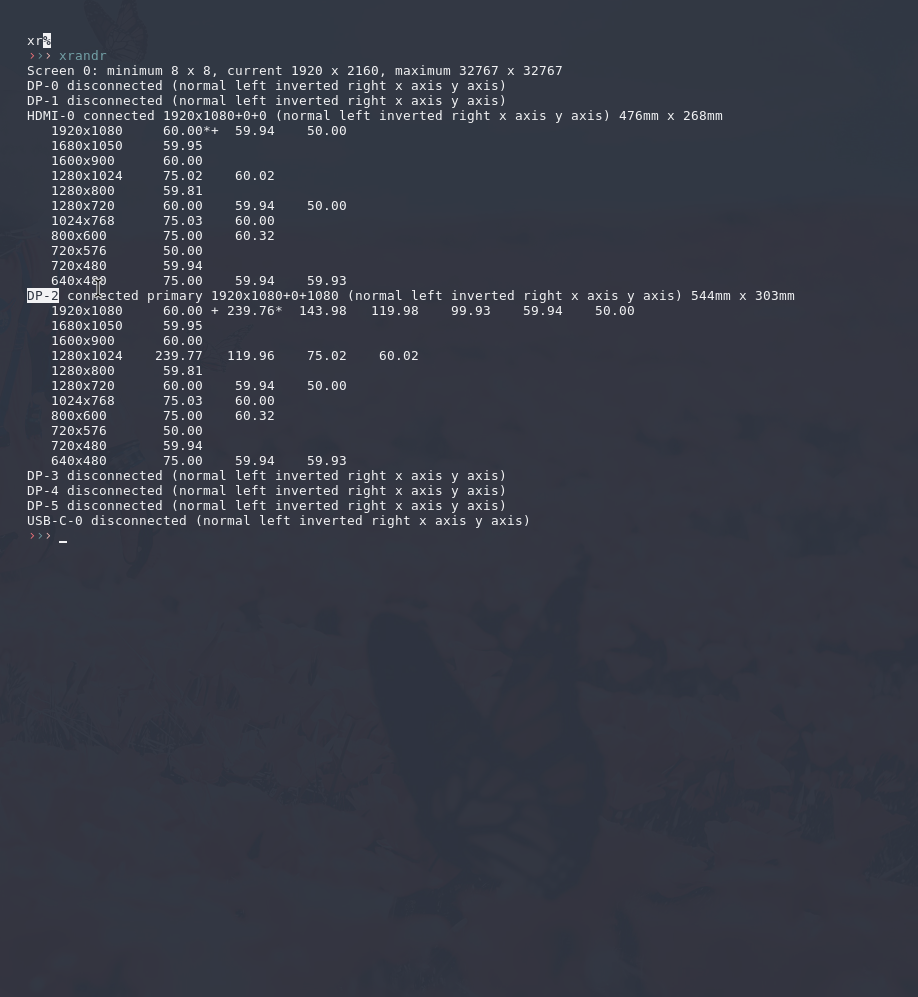 xr%
››› xrandr
Screen 0: minimum 8 x 8, current 1920 x 2160, maximum 32767 x 32767
DP-0 disconnected (normal left inverted right x axis y axis)
DP-1 disconnected (normal left inverted right x axis y axis)
HDMI-0 connected 1920x1080+0+0 (normal left inverted right x axis y axis) 476mm x 268mm
   1920x1080     60.00*+  59.94    50.00
   1680x1050     59.95
   1600x900      60.00
   1280x1024     75.02    60.02
   1280x800      59.81
   1280x720      60.00    59.94    50.00
   1024x768      75.03    60.00
   800x600       75.00    60.32
   720x576       50.00
   720x480       59.94
   640x480       75.00    59.94    59.93
DP-2 connected primary 1920x1080+0+1080 (normal left inverted right x axis y axis) 544mm x 303mm
   1920x1080     60.00 + 239.76*  143.98   119.98    99.93    59.94    50.00
   1680x1050     59.95
   1600x900      60.00
   1280x1024    239.77   119.96    75.02    60.02
   1280x800      59.81
   1280x720      60.00    59.94    50.00
   1024x768      75.03    60.00
   800x600       75.00    60.32
   720x576       50.00
   720x480       59.94
   640x480       75.00    59.94    59.93
DP-3 disconnected (normal left inverted right x axis y axis)
DP-4 disconnected (normal left inverted right x axis y axis)
DP-5 disconnected (normal left inverted right x axis y axis)
USB-C-0 disconnected (normal left inverted right x axis y axis)
››› _